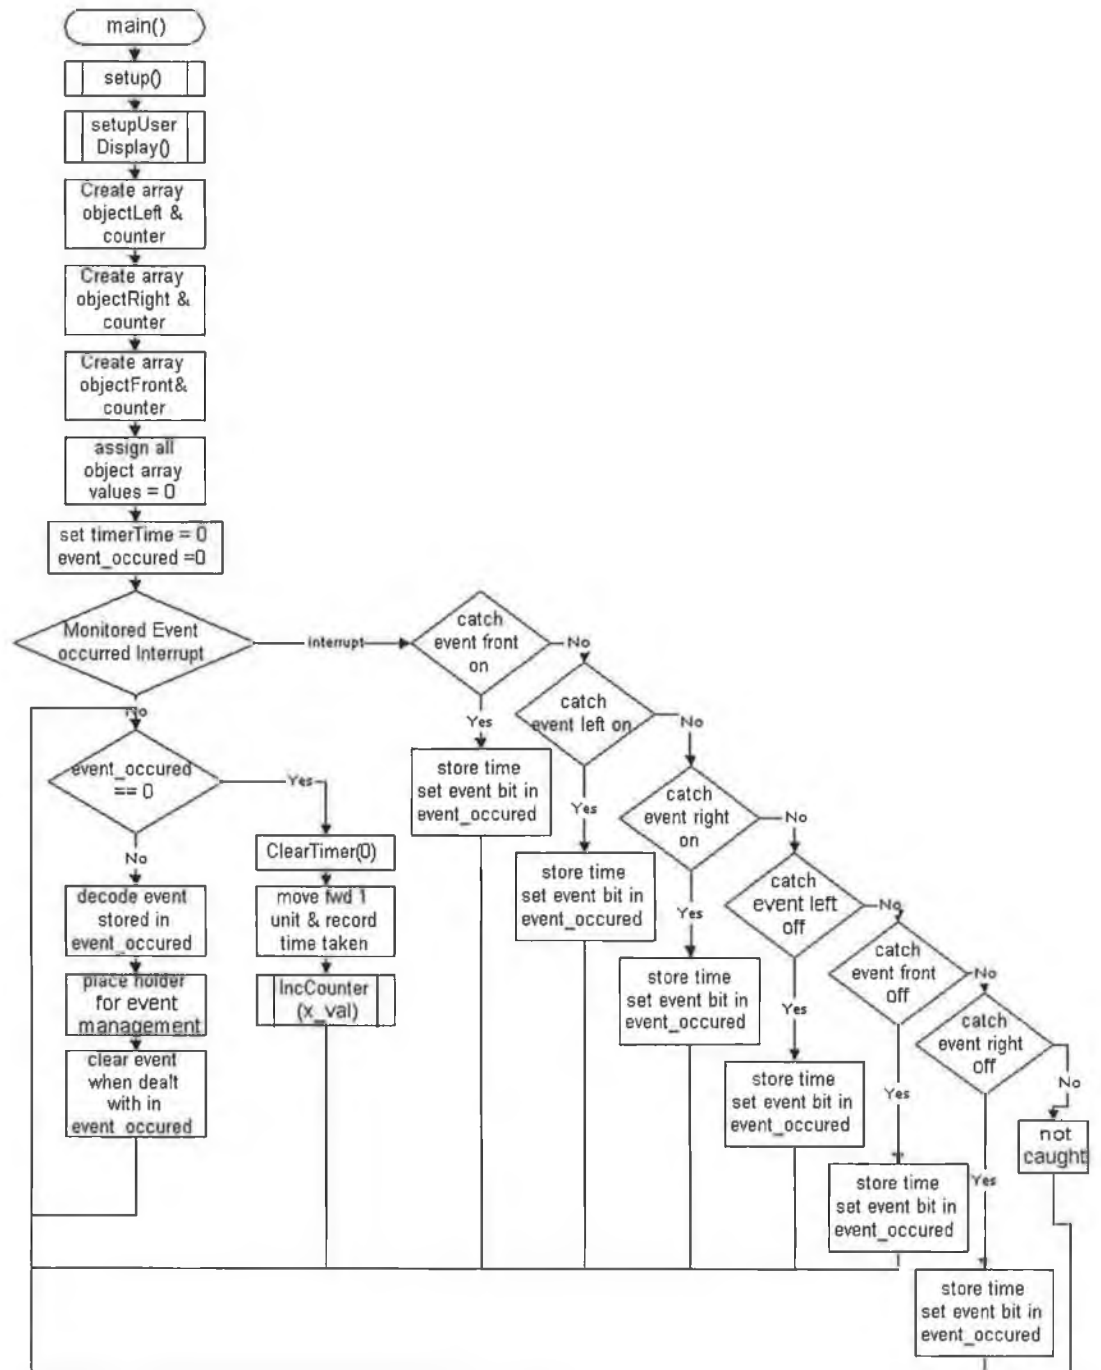 main()
setup()
setupUser
Display()
Create array
objectLeft &
counter
Create array
objectRight &
counter
Create array
objectFront&
counter
assign all
object array
values = 0
set timerTime = 0
event_occured =0
Monitored Event
occurred Interrupt
Interrupt
No
event_occured
== 0
Yes
No
ClearTimer(0)
move fwd 1
unit & record
time taken
IncCounter
(x_val)
decode event
stored in
event_occured
place holder
for event
management
clear event
when dealt
with in
event_occured
catch
event front
on
No
Yes
store time
set event bit in
event_occured
catch
event left on
No
Yes
store time
set event bit in
event_occured
catch
event right
on
No
Yes
store time
set event bit in
event_occured
catch
event left
off
No
Yes
store time
set event bit in
event_occured
catch
event front
off
No
Yes
store time
set event bit in
event_occured
catch
event right
off
No
Yes
not
caught
store time
set event bit in
event_occured